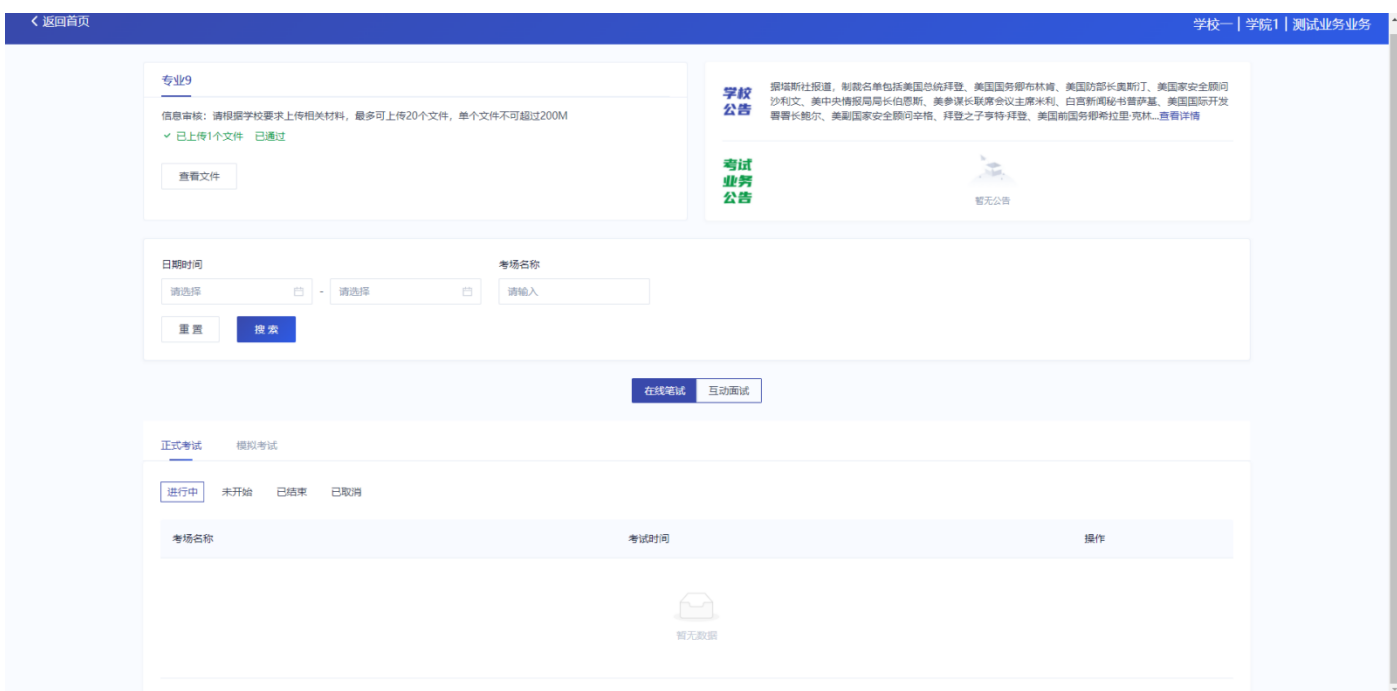 返回首页
学校一 | 学院1 | 测试业务业务
专业9
信息审核：请根据学校要求上传相关材料，最多可上传20个文件，单个文件不可超过200M
已上传1个文件 已通过
查看文件
学校
公告
据塔斯社报道，制裁名单包括美国总统拜登、美国国务卿布林肯、美国防部长奥斯汀、美国家安全顾问
沙利文、美中央情报局局长伯恩斯、美参谋长联席会议主席米利、白宫新闻秘书普萨基、美国国际开发
署署长鲍尔、美副国家安全顾问辛格、拜登之子亨特·拜登、美国前国务卿希拉里·克林...查看详情
考试
业务
公告
暂无公告
日期时间
考场名称
请选择 - 请选择
请输入
重置
搜索
在线笔试
互动面试
正式考试
模拟考试
进行中
未开始
已结束
已取消
考场名称
考试时间
操作
暂无数据